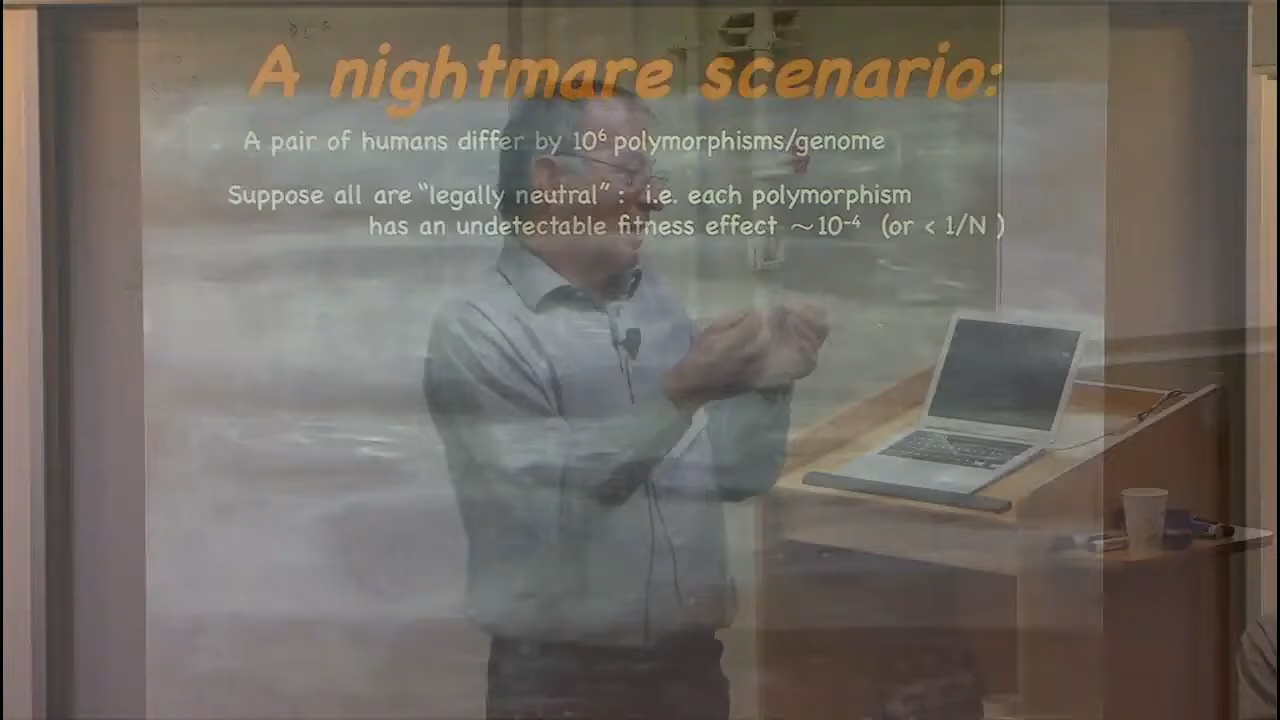 A nightmare scenario:
A pair of humans differ by 10⁶ polymorphisms/genome
Suppose all are “legally neutral” : i.e. each polymorphism
has an undetectable fitness effect ~10⁻⁴ (or < 1/N )